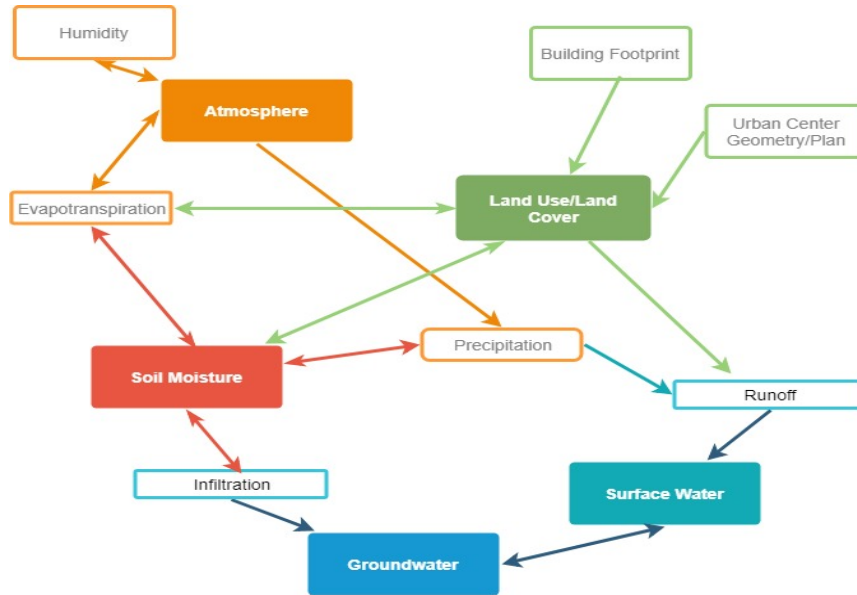 Humidity
Building Footprint
Atmosphere
Urban Center
Geometry/Plan
Evapotranspiration
Land Use/Land
Cover
Precipitation
Soil Moisture
Runoff
Infiltration
Surface Water
Groundwater